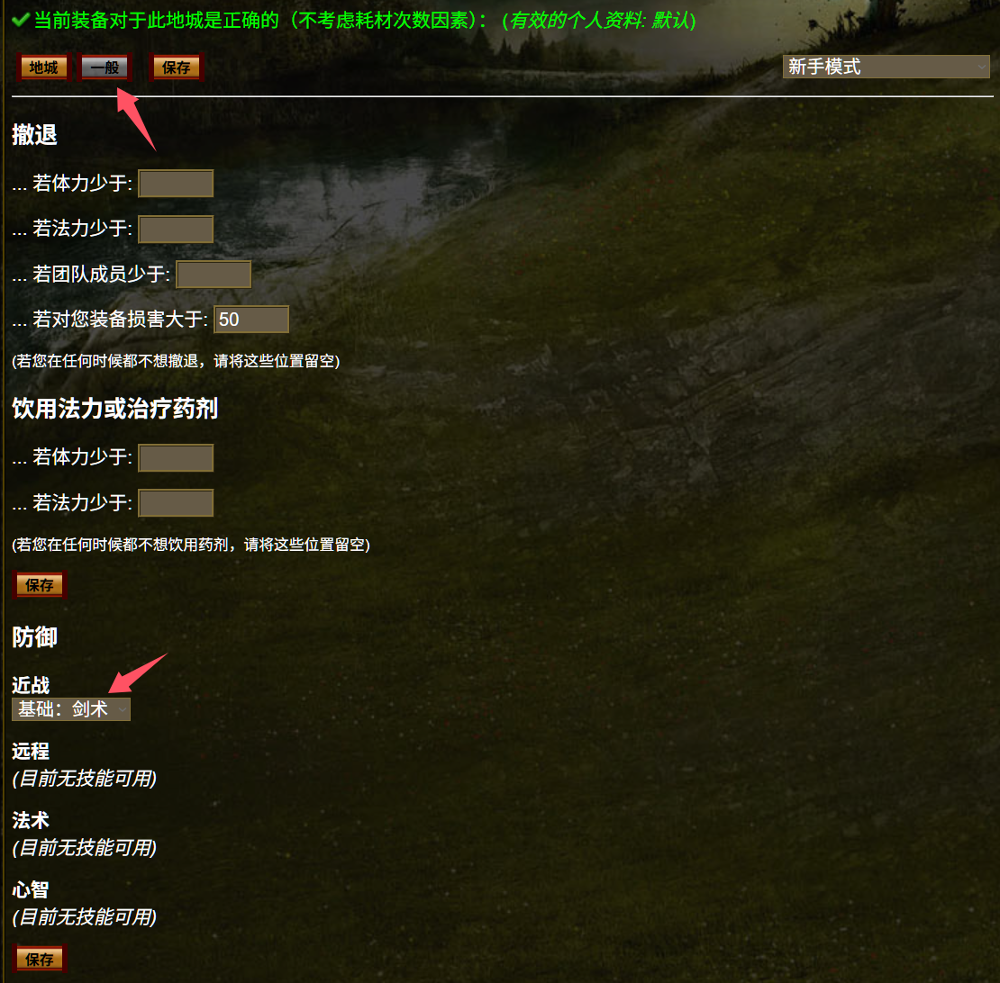 当前装备对于此地城是正确的（不考虑耗材次数因素）： (有效的个人资料: 默认)
地城 一般 保存 新手模式
撤退
... 若体力少于:
... 若法力少于:
... 若团队成员少于:
... 若对您装备损害大于: 50
(若您在任何时候都不想撤退，请将这些位置留空)
饮用法力或治疗药剂
... 若体力少于:
... 若法力少于:
(若您在任何时候都不想饮用药剂，请将这些位置留空)
保存
防御
近战
基础：剑术
远程
(目前无技能可用)
法术
(目前无技能可用)
心智
(目前无技能可用)
保存